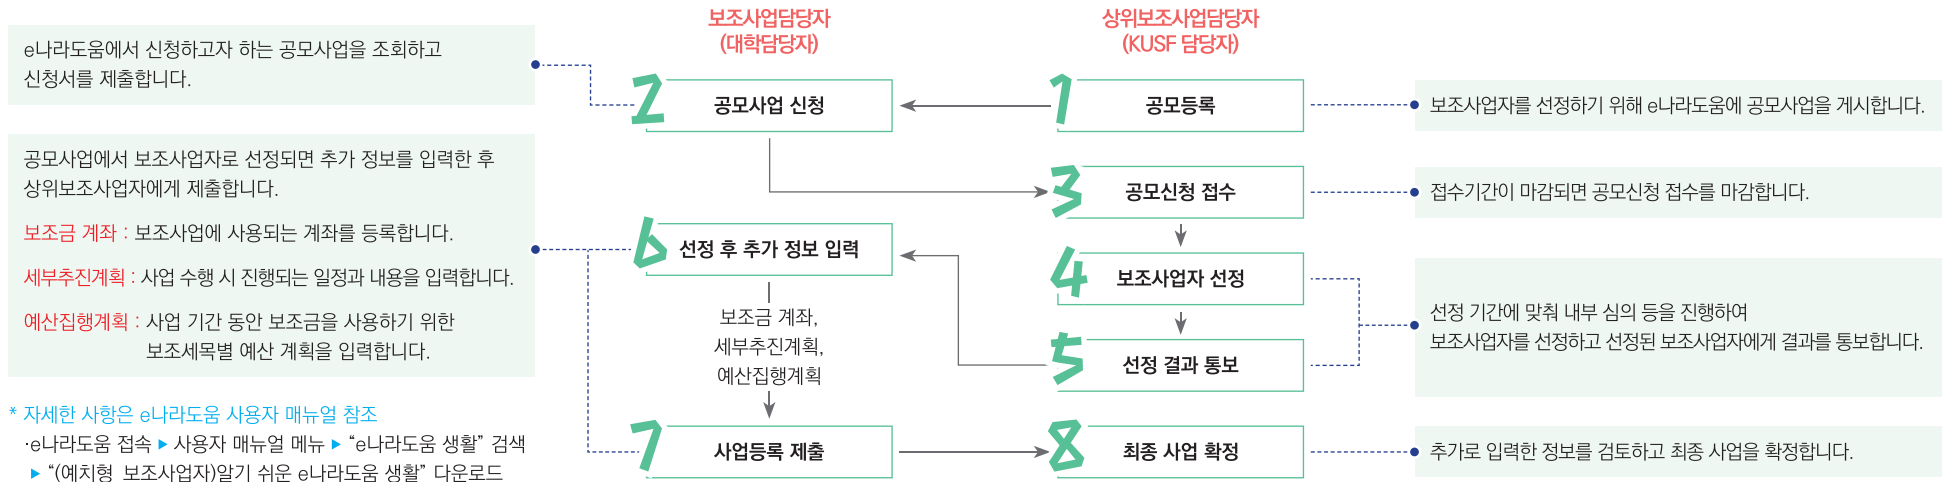 보조사업담당자
(대학담당자)
상위보조사업담당자
(KUSF 담당자)
e나라도움에서 신청하고자 하는 공모사업을 조회하고
신청서를 제출합니다.
2 공모사업 신청
1 공모등록
보조사업자를 선정하기 위해 e나라도움에 공모사업을 게시합니다.
공모사업에서 보조사업자로 선정되면 추가 정보를 입력한 후
상위보조사업자에게 제출합니다.
보조금 계좌 : 보조사업에 사용되는 계좌를 등록합니다.
세부추진계획 : 사업 수행 시 진행되는 일정과 내용을 입력합니다.
예산집행계획 : 사업 기간 동안 보조금을 사용하기 위한
보조세목별 예산 계획을 입력합니다.
3 공모신청 접수
접수기간이 마감되면 공모신청 접수를 마감합니다.
6 선정 후 추가 정보 입력
4 보조사업자 선정
선정 기간에 맞춰 내부 심의 등을 진행하여
보조사업자를 선정하고 선정된 보조사업자에게 결과를 통보합니다.
보조금 계좌,
세부추진계획,
예산집행계획
5 선정 결과 통보
7 사업등록 제출
8 최종 사업 확정
추가로 입력한 정보를 검토하고 최종 사업을 확정합니다.
* 자세한 사항은 e나라도움 사용자 매뉴얼 참조
·e나라도움 접속 ▶ 사용자 매뉴얼 메뉴 ▶ “e나라도움 생활” 검색
▶ “(예치형 보조사업자)알기 쉬운 e나라도움 생활” 다운로드